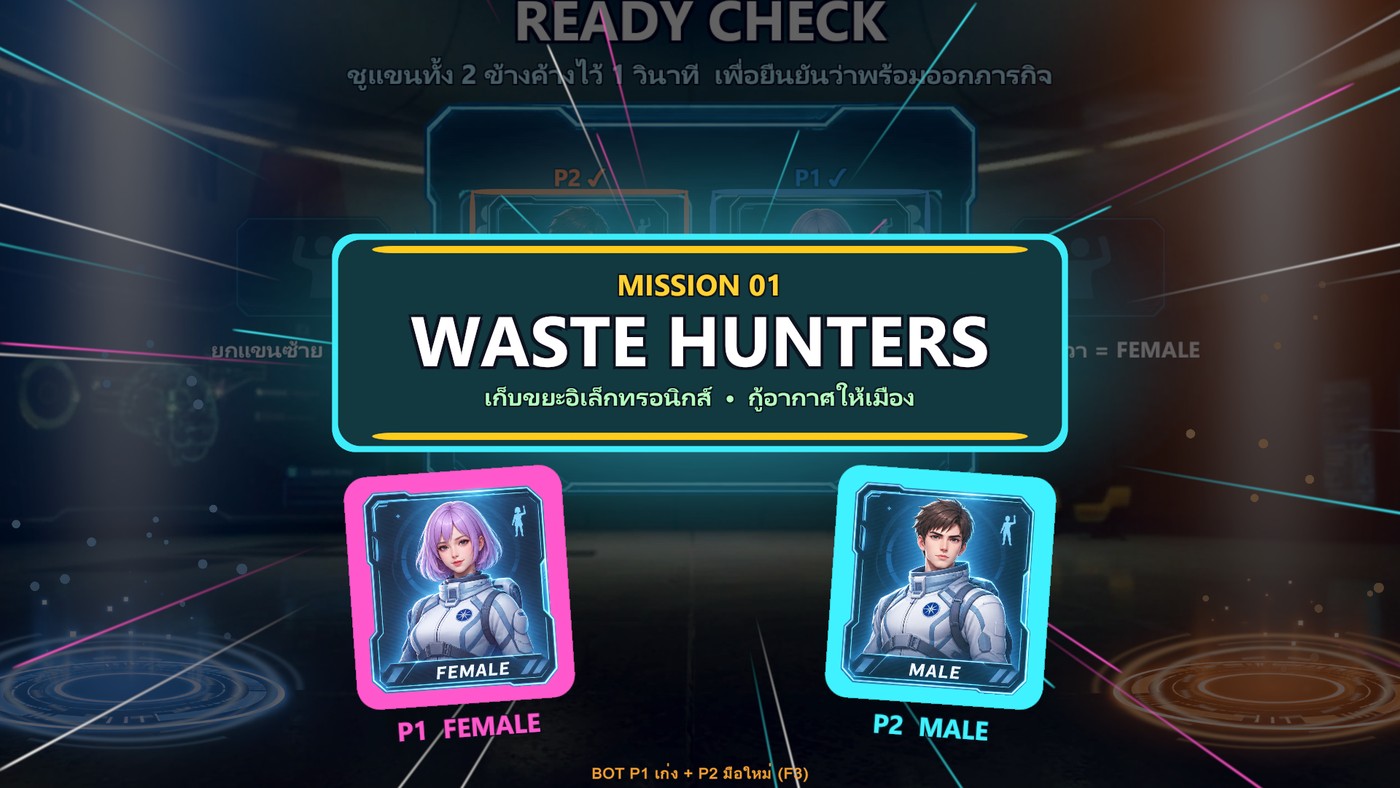 READY CHECK
ชูแขนทั้ง 2 ข้างค้างไว้ 1 วินาที เพื่อยืนยันว่าพร้อมออกภารกิจ
P2 ✓ P1 ✓
MISSION 01
WASTE HUNTERS
ยกแขนซ้าย = FEMALE
เก็บขยะอิเล็กทรอนิกส์ • กู้อากาศให้เมือง
FEMALE MALE
P1 FEMALE P2 MALE
BOT P1 เก่ง + P2 มือใหม่ (F3)